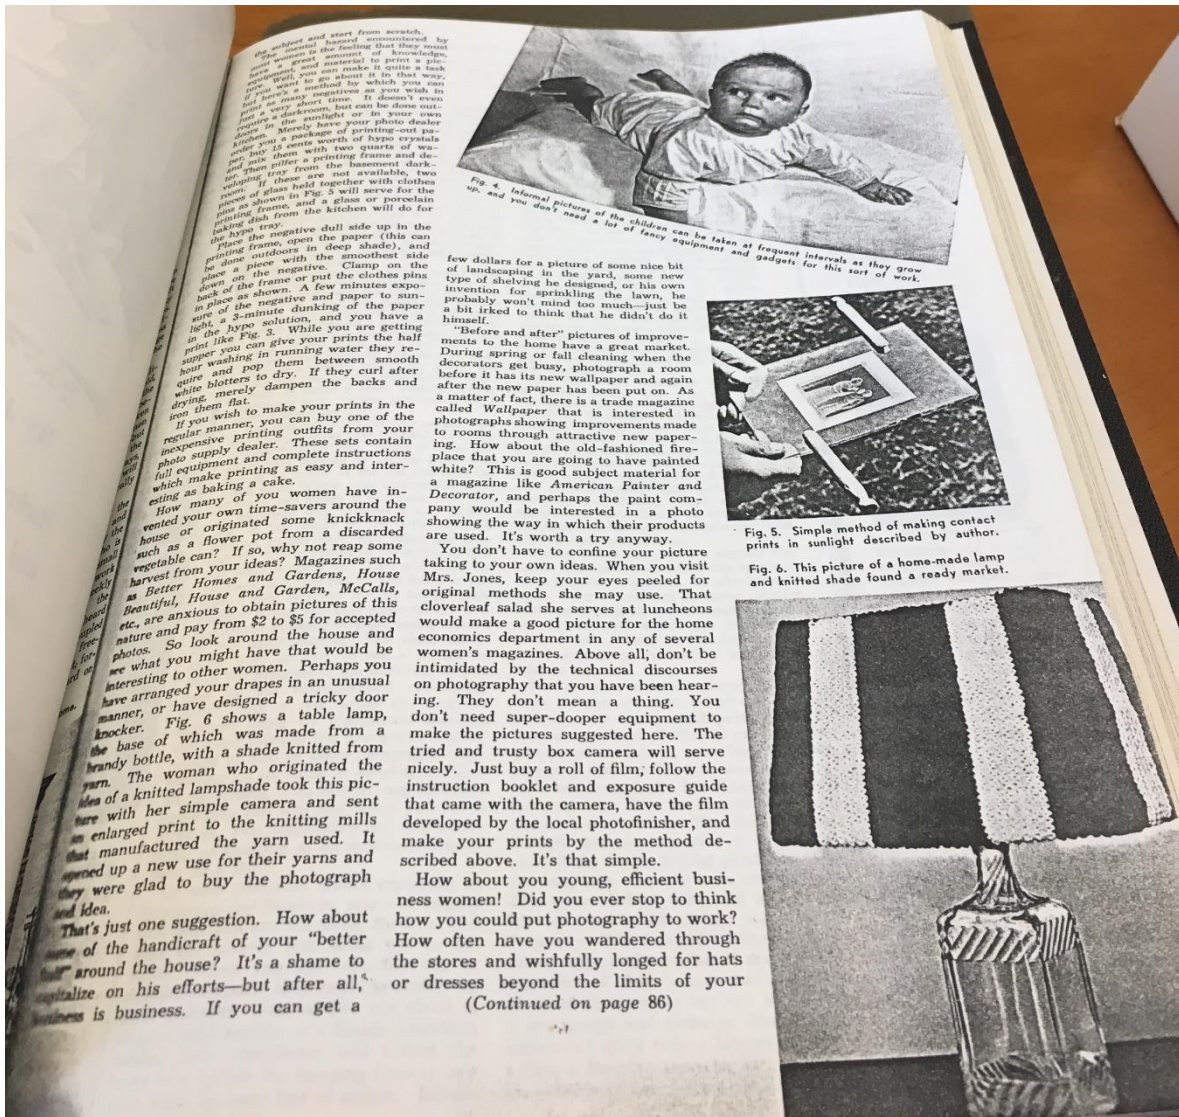 the subject and start from scratch.
The mental hazard encountered by
most women is the feeling that they must
have a great amount of knowledge,
equipment, and material to print a pic-
ture. Well, you can make it quite a task
if you want to go about it in that way,
but here's a method by which you can
print as many negatives as you wish in
just a very short time. It doesn't even
require a darkroom, but can be done out-
doors in the sunlight or in your own
kitchen. Merely have your photo dealer
order you a package of printing-out pa-
per, buy 15 cents worth of hypo crystals
and mix them with two quarts of wa-
ter. Then pilfer a printing frame and de-
veloping tray from the basement dark-
room. If these are not available, two
pieces of glass held together with clothes
pins as shown in Fig. 5 will serve for the
printing frame, and a glass or porcelain
baking dish from the kitchen will do for
the hypo tray.
Place the negative dull side up in the
printing frame, open the paper (this can
be done outdoors in deep shade), and
place a piece with the smoothest side
down on the negative. Clamp on the
back of the frame or put the clothes pins
in place as shown. A few minutes expo-
sure of the negative and paper to sun-
light, a 3-minute dunking of the paper
in the hypo solution, and you have a
print like Fig. 3. While you are getting
supper you can give your prints the half
hour washing in running water they re-
quire and pop them between smooth
white blotters to dry. If they curl after
drying, merely dampen the backs and
iron them flat.
If you wish to make your prints in the
regular manner, you can buy one of the
inexpensive printing outfits from your
photo supply dealer. These sets contain
full equipment and complete instructions
which make printing as easy and inter-
esting as baking a cake.
How many of you women have in-
vented your own time-savers around the
house or originated some knickknack
such as a flower pot from a discarded
vegetable can? If so, why not reap some
harvest from your ideas? Magazines such
as Better Homes and Gardens, House
Beautiful, House and Garden, McCalls,
etc., are anxious to obtain pictures of this
nature and pay from $2 to $5 for accepted
photos. So look around the house and
see what you might have that would be
interesting to other women. Perhaps you
have arranged your drapes in an unusual
manner, or have designed a tricky door
knocker. Fig. 6 shows a table lamp,
the base of which was made from a
brandy bottle, with a shade knitted from
yarn. The woman who originated the
idea of a knitted lampshade took this pic-
ture with her simple camera and sent
an enlarged print to the knitting mills
that manufactured the yarn used. It
opened up a new use for their yarns and
they were glad to buy the photograph
and idea.
That's just one suggestion. How about
some of the handicraft of your "better
half" around the house? It's a shame to
capitalize on his efforts—but after all,
business is business. If you can get a
Fig. 4. Informal pictures of the children can be taken at frequent intervals as they grow
up, and you don't need a lot of fancy equipment and gadgets for this sort of work.
few dollars for a picture of some nice bit
of landscaping in the yard, some new
type of shelving he designed, or his own
invention for sprinkling the lawn, he
probably won't mind too much—just be
a bit irked to think that he didn't do it
himself.
"Before and after" pictures of improve-
ments to the home have a great market.
During spring or fall cleaning when the
decorators get busy, photograph a room
before it has its new wallpaper and again
after the new paper has been put on. As
a matter of fact, there is a trade magazine
called Wallpaper that is interested in
photographs showing improvements made
to rooms through attractive new paper-
ing. How about the old-fashioned fire-
place that you are going to have painted
white? This is good subject material for
a magazine like American Painter and
Decorator, and perhaps the paint com-
pany would be interested in a photo
showing the way in which their products
are used. It's worth a try anyway.
You don't have to confine your picture
taking to your own ideas. When you visit
Mrs. Jones, keep your eyes peeled for
original methods she may use. That
cloverleaf salad she serves at luncheons
would make a good picture for the home
economics department in any of several
women's magazines. Above all, don't be
intimidated by the technical discourses
on photography that you have been hear-
ing. They don't mean a thing. You
don't need super-dooper equipment to
make the pictures suggested here. The
tried and trusty box camera will serve
nicely. Just buy a roll of film, follow the
instruction booklet and exposure guide
that came with the camera, have the film
developed by the local photofinisher, and
make your prints by the method de-
scribed above. It's that simple.
How about you young, efficient busi-
ness women! Did you ever stop to think
how you could put photography to work?
How often have you wandered through
the stores and wishfully longed for hats
or dresses beyond the limits of your
(Continued on page 86)
Fig. 5. Simple method of making contact
prints in sunlight described by author.
Fig. 6. This picture of a home-made lamp
and knitted shade found a ready market.